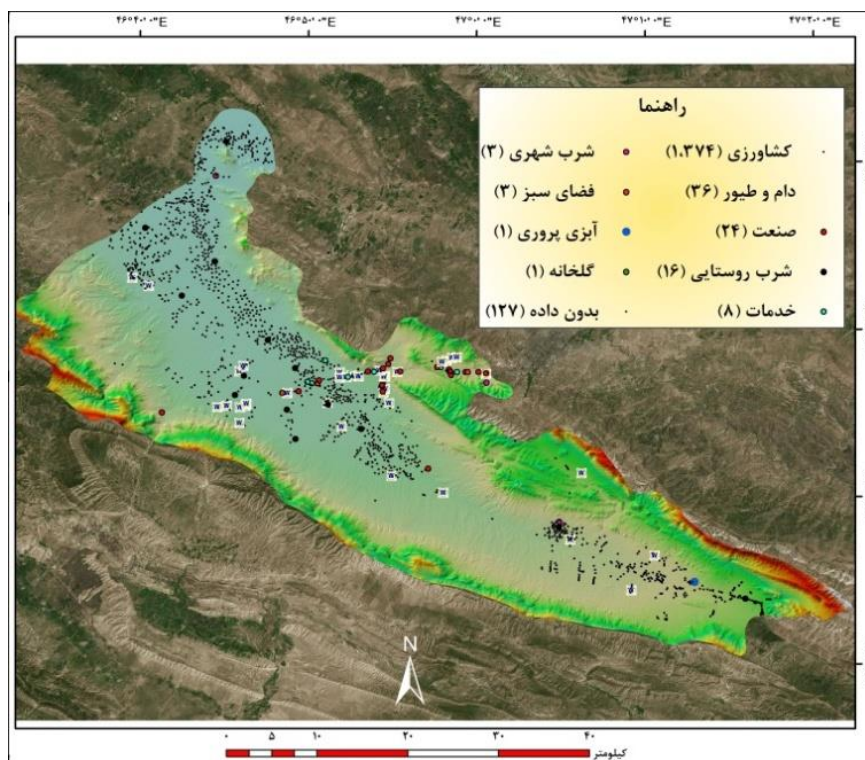 ۴۶°۴۰'۰"E ۴۶°۵۰'۰"E ۴۷°۰'۰"E ۴۷°۱۰'۰"E ۴۷°۲۰'۰"E
راهنما
کشاورزی (۱.۳۷۴) شرب شهری (۳)
دام و طیور (۳۶) فضای سبز (۳)
صنعت (۲۴) آبزی پروری (۱)
شرب روستایی (۱۶) گلخانه (۱)
خدمات (۸) بدون داده (۱۲۷)
N
۰ ۵ ۱۰ ۲۰ ۳۰ ۴۰
کیلومتر